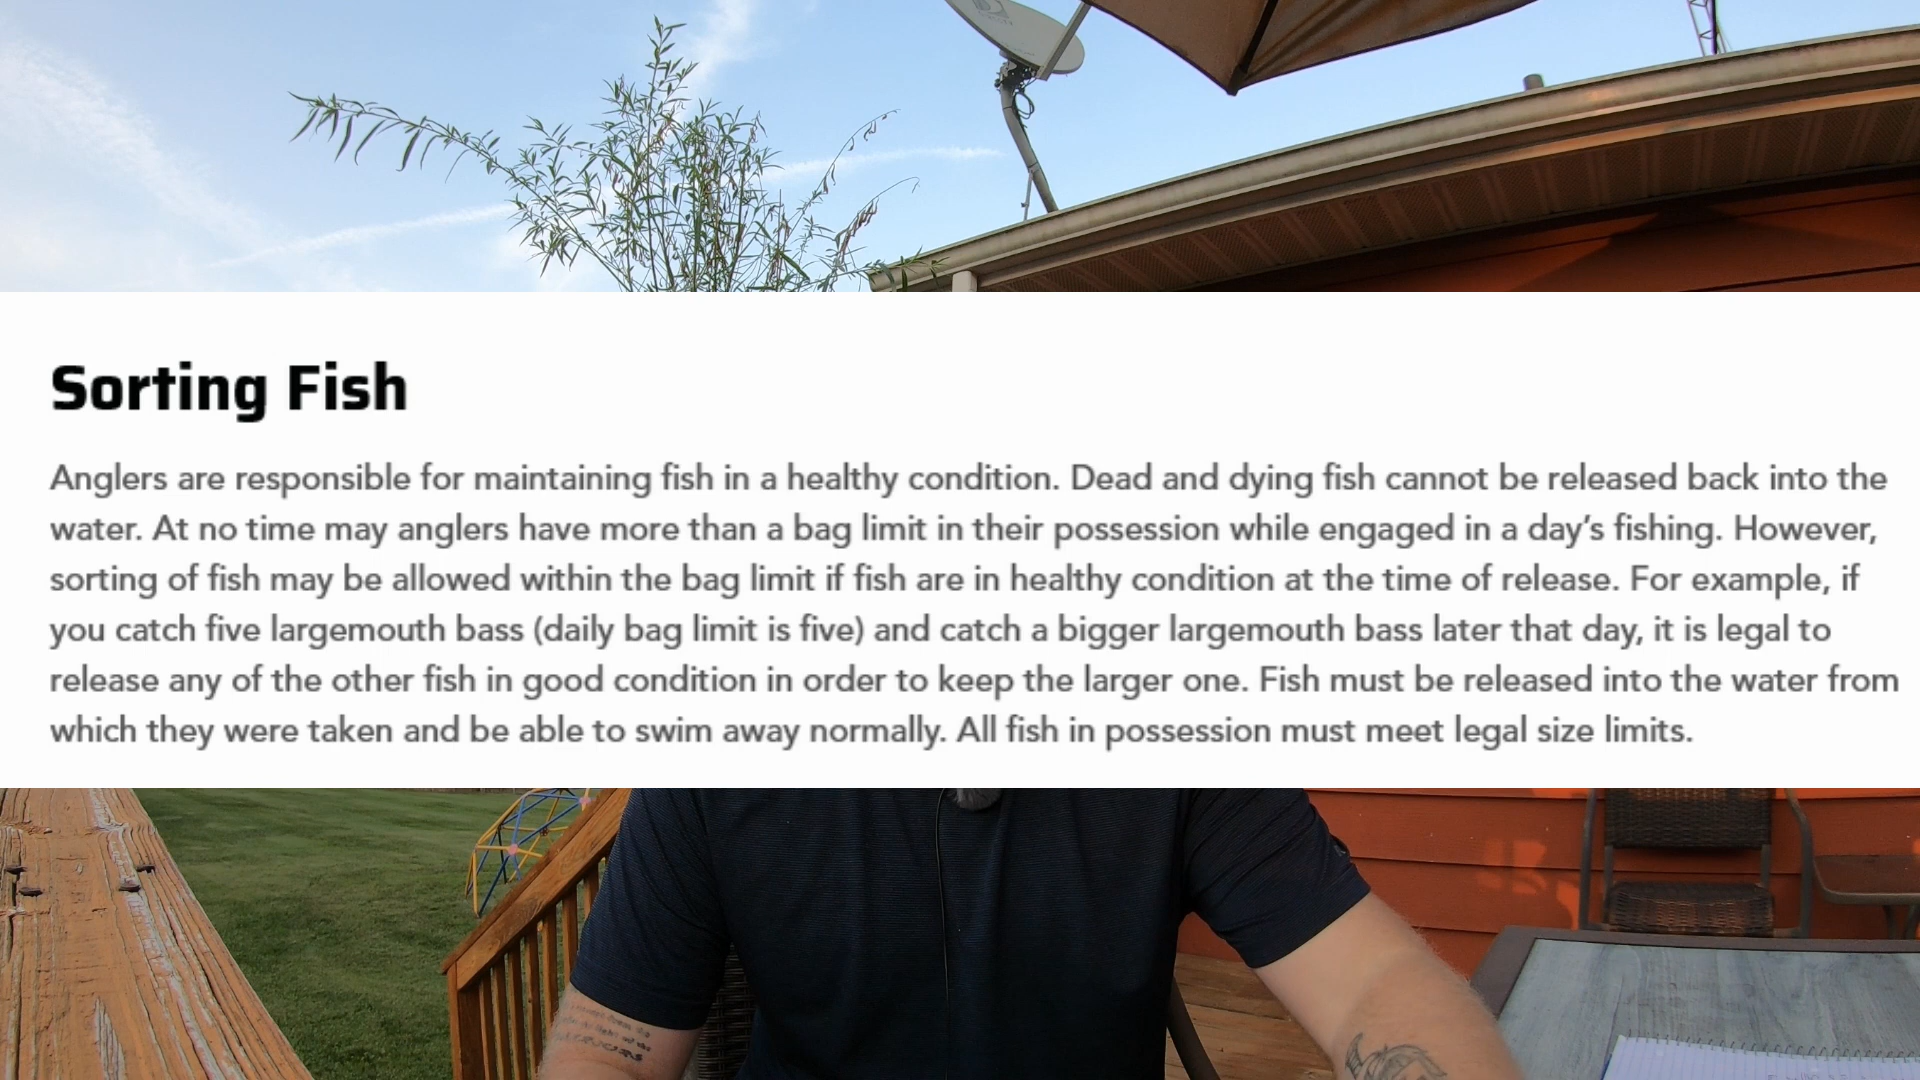 Sorting Fish
Anglers are responsible for maintaining fish in a healthy condition. Dead and dying fish cannot be released back into the
water. At no time may anglers have more than a bag limit in their possession while engaged in a day’s fishing. However,
sorting of fish may be allowed within the bag limit if fish are in healthy condition at the time of release. For example, if
you catch five largemouth bass (daily bag limit is five) and catch a bigger largemouth bass later that day, it is legal to
release any of the other fish in good condition in order to keep the larger one. Fish must be released into the water from
which they were taken and be able to swim away normally. All fish in possession must meet legal size limits.